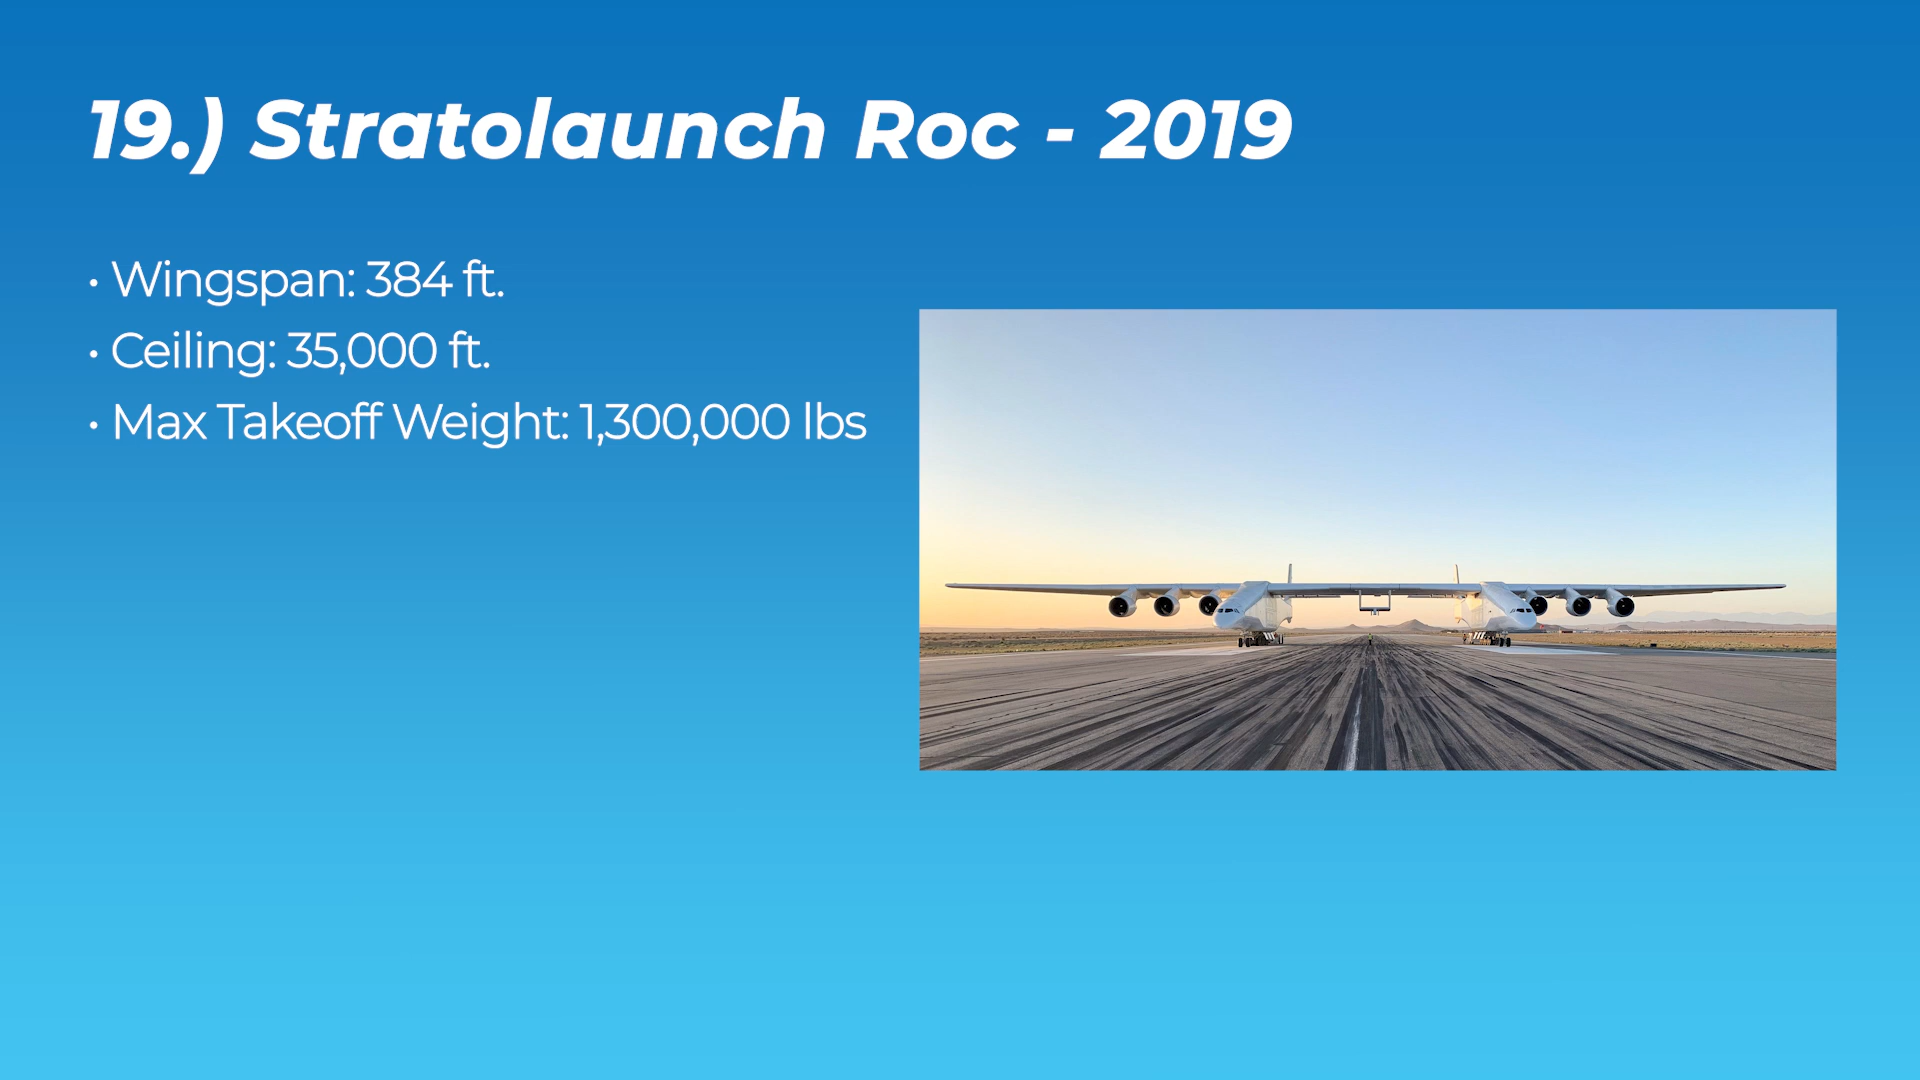 19.) Stratolaunch Roc - 2019
• Wingspan: 384 ft.
• Ceiling: 35,000 ft.
• Max Takeoff Weight: 1,300,000 lbs